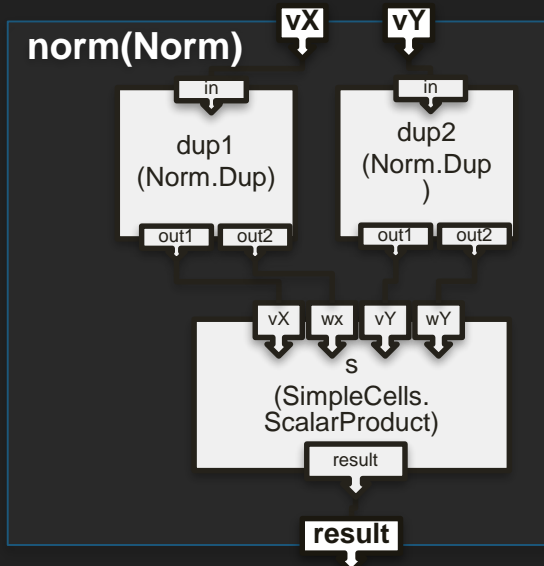 vX
vY
norm(Norm)
in
in
dup1
(Norm.Dup)
dup2
(Norm.Dup
)
out1
out2
out1
out2
vX
wx
vY
wY
s
(SimpleCells.
ScalarProduct)
result
result